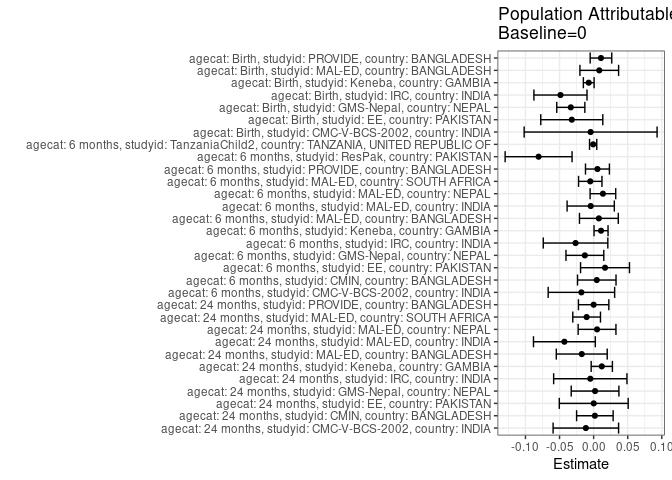 Population Attributable
Baseline=0
agecat: Birth, studyid: PROVIDE, country: BANGLADESH
agecat: Birth, studyid: MAL-ED, country: BANGLADESH
agecat: Birth, studyid: Keneba, country: GAMBIA
agecat: Birth, studyid: IRC, country: INDIA
agecat: Birth, studyid: GMS-Nepal, country: NEPAL
agecat: Birth, studyid: EE, country: PAKISTAN
agecat: Birth, studyid: CMC-V-BCS-2002, country: INDIA
agecat: 6 months, studyid: TanzaniaChild2, country: TANZANIA, UNITED REPUBLIC OF
agecat: 6 months, studyid: ResPak, country: PAKISTAN
agecat: 6 months, studyid: PROVIDE, country: BANGLADESH
agecat: 6 months, studyid: MAL-ED, country: SOUTH AFRICA
agecat: 6 months, studyid: MAL-ED, country: NEPAL
agecat: 6 months, studyid: MAL-ED, country: INDIA
agecat: 6 months, studyid: MAL-ED, country: BANGLADESH
agecat: 6 months, studyid: Keneba, country: GAMBIA
agecat: 6 months, studyid: IRC, country: INDIA
agecat: 6 months, studyid: GMS-Nepal, country: NEPAL
agecat: 6 months, studyid: EE, country: PAKISTAN
agecat: 6 months, studyid: CMIN, country: BANGLADESH
agecat: 6 months, studyid: CMC-V-BCS-2002, country: INDIA
agecat: 24 months, studyid: PROVIDE, country: BANGLADESH
agecat: 24 months, studyid: MAL-ED, country: SOUTH AFRICA
agecat: 24 months, studyid: MAL-ED, country: NEPAL
agecat: 24 months, studyid: MAL-ED, country: INDIA
agecat: 24 months, studyid: MAL-ED, country: BANGLADESH
agecat: 24 months, studyid: Keneba, country: GAMBIA
agecat: 24 months, studyid: IRC, country: INDIA
agecat: 24 months, studyid: GMS-Nepal, country: NEPAL
agecat: 24 months, studyid: EE, country: PAKISTAN
agecat: 24 months, studyid: CMIN, country: BANGLADESH
agecat: 24 months, studyid: CMC-V-BCS-2002, country: INDIA
-0.10 -0.05 0.00 0.05 0.10
Estimate